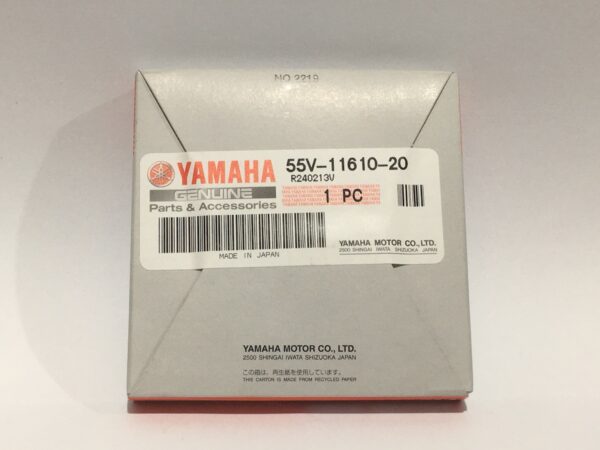 NO.2219
YAMAHA
GENUINE
Parts & Accessories
55V-11610-20
R240213V
1 PC
MADE IN JAPAN
YAMAHA MOTOR CO., LTD.
2500 SHINGAI IWATA SHIZUOKA JAPAN
YAMAHA MOTOR CO., LTD.
2500 SHINGAI IWATA SHIZUOKA JAPAN
この箱は、再生紙を使用しています。
THIS CARTON IS MADE FROM RECYCLED PAPER